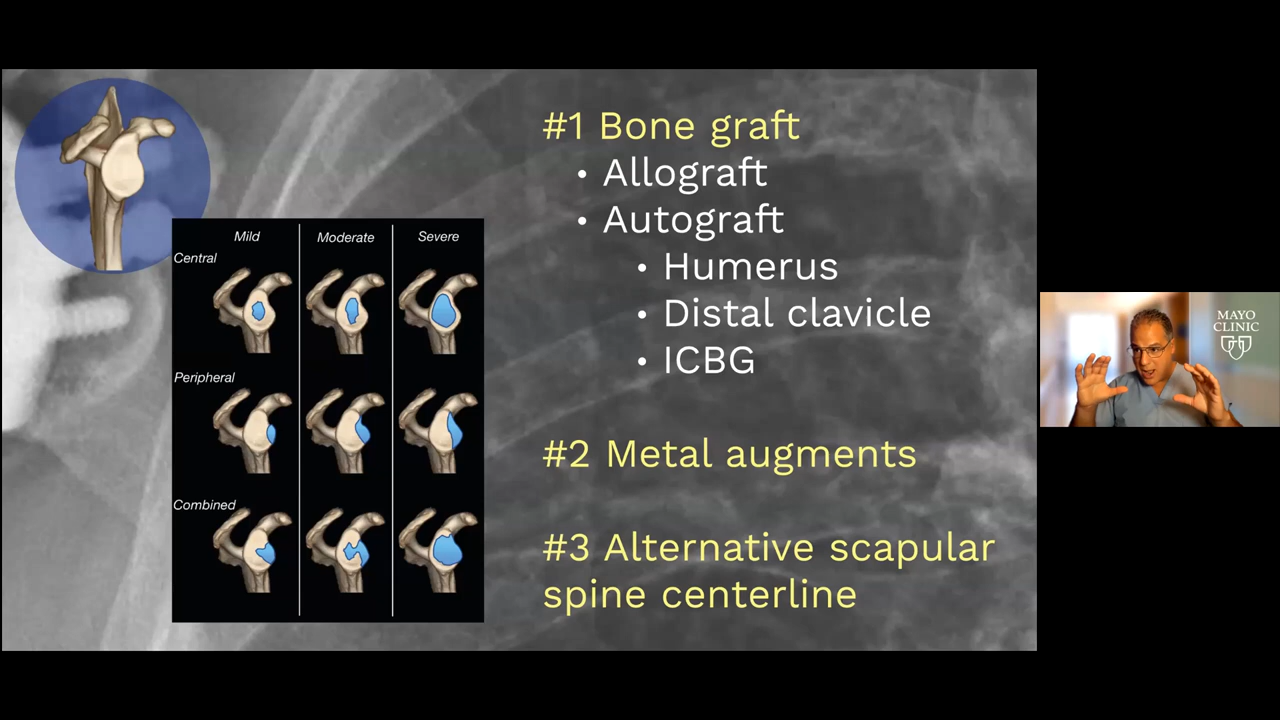 #1 Bone graft
• Allograft
• Autograft
• Humerus
• Distal clavicle
• ICBG
#2 Metal augments
#3 Alternative scapular
spine centerline
Mild
Moderate
Severe
Central
Peripheral
Combined
MAYO
CLINIC